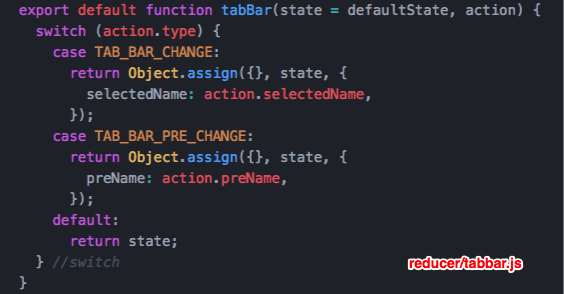 export default function tabBar(state = defaultState, action) {
  switch (action.type) {
    case TAB_BAR_CHANGE:
      return Object.assign({}, state, {
        selectedName: action.selectedName,
      });
    case TAB_BAR_PRE_CHANGE:
      return Object.assign({}, state, {
        preName: action.preName,
      });
    default:
      return state;
  } //switch
reducer/tabbar.js
}